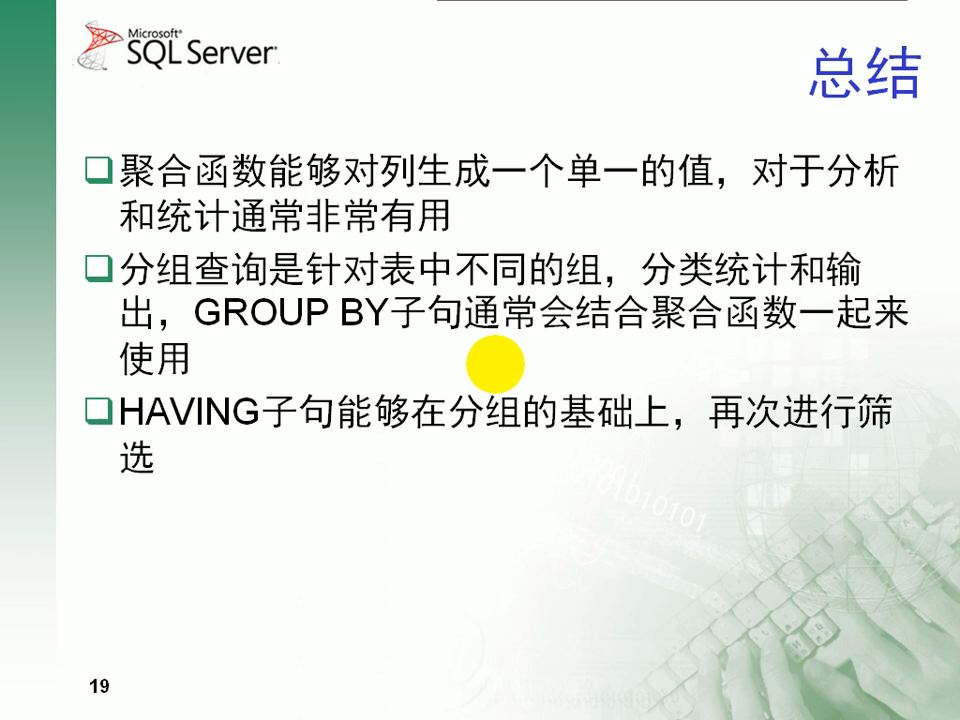 Microsoft®
SQL Server
总结
聚合函数能够对列生成一个单一的值，对于分析
和统计通常非常有用
分组查询是针对表中不同的组，分类统计和输
出，GROUP BY子句通常会结合聚合函数一起来
使用
HAVING子句能够在分组的基础上，再次进行筛
选
19